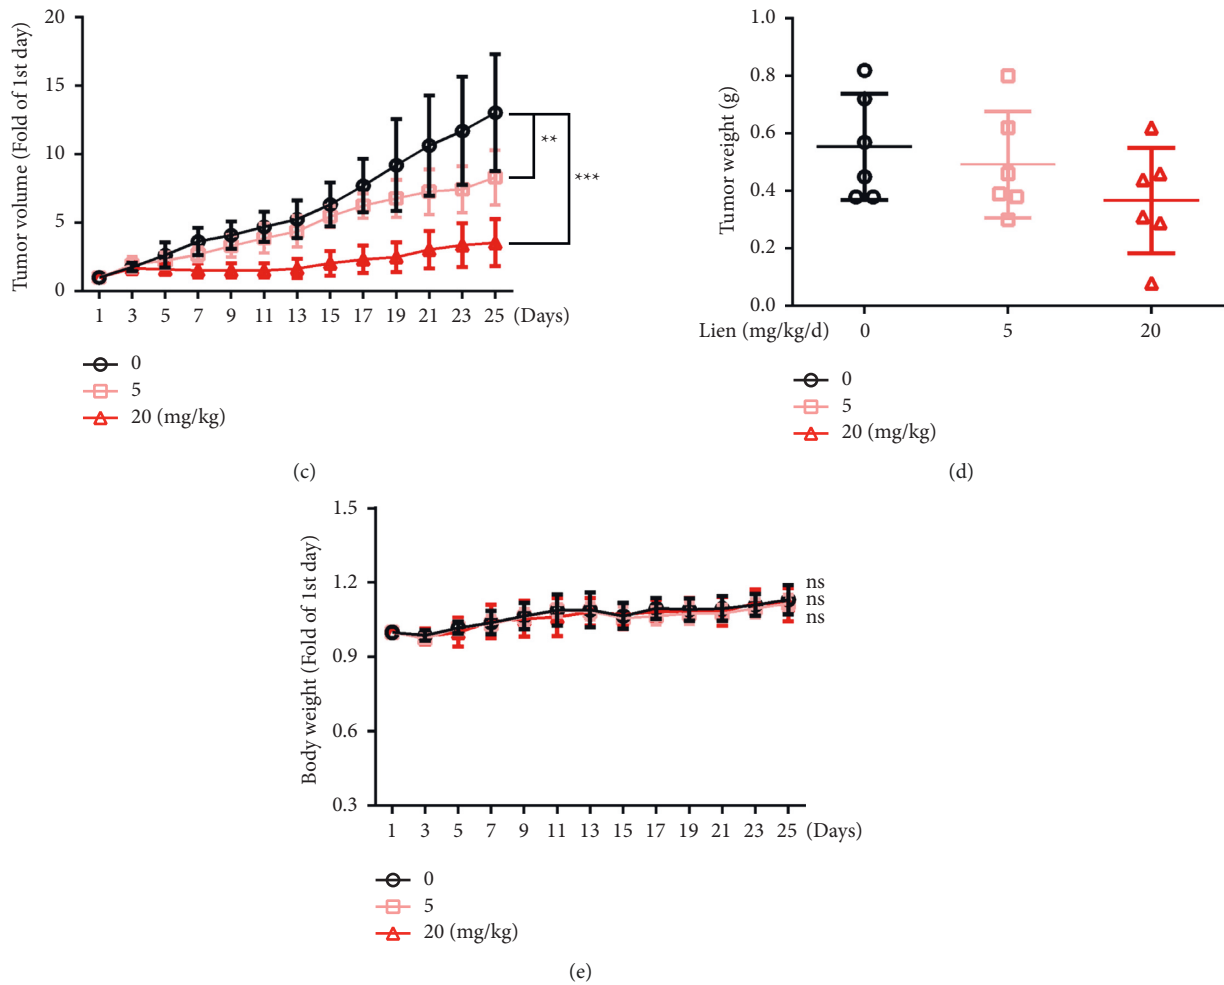 Tumor volume (Fold of 1st day)
20
15
10
5
0
**
***
1 3 5 7 9 11 13 15 17 19 21 23 25 (Days)
0
5
20 (mg/kg)
(c)
Tumor weight (g)
1.0
0.8
0.6
0.4
0.2
0.0
Lien (mg/kg/d) 0 5 20
0
5
20 (mg/kg)
(d)
Body weight (Fold of 1st day)
1.5
1.2
0.9
0.6
0.3
ns
ns
ns
1 3 5 7 9 11 13 15 17 19 21 23 25 (Days)
0
5
20 (mg/kg)
(e)